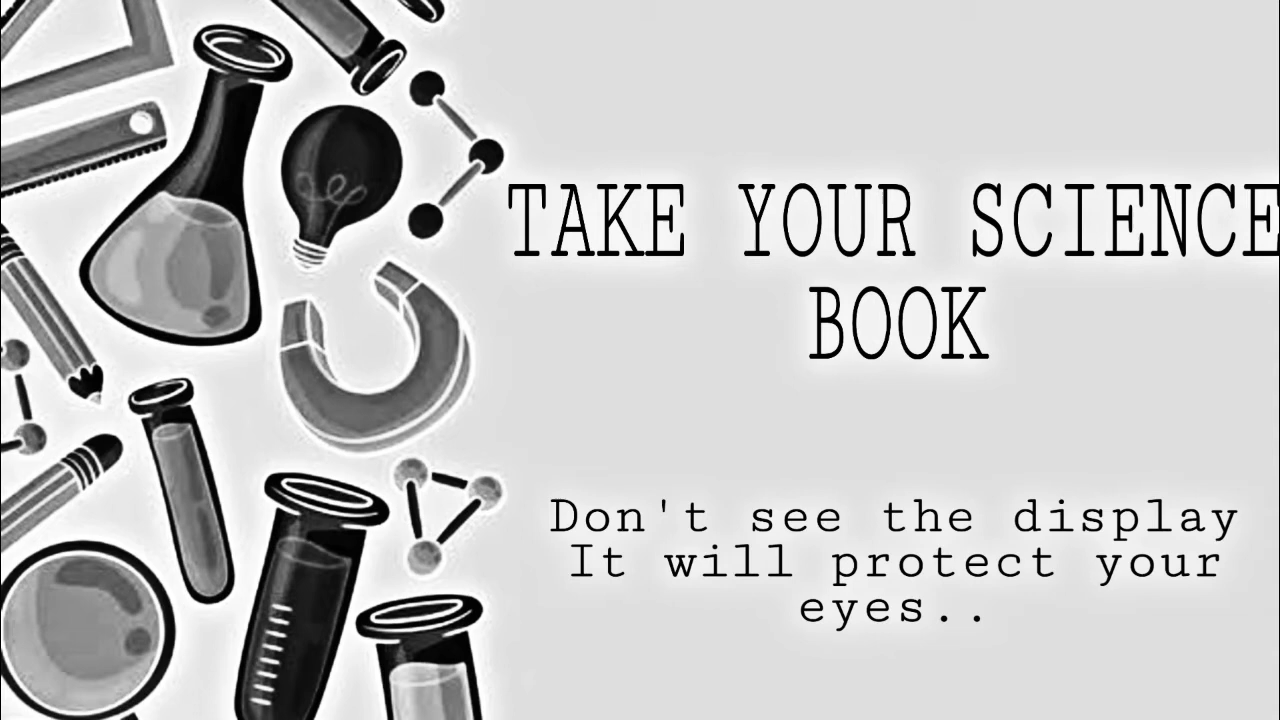 TAKE YOUR SCIENCE
BOOK
Don't see the display
It will protect your
eyes..